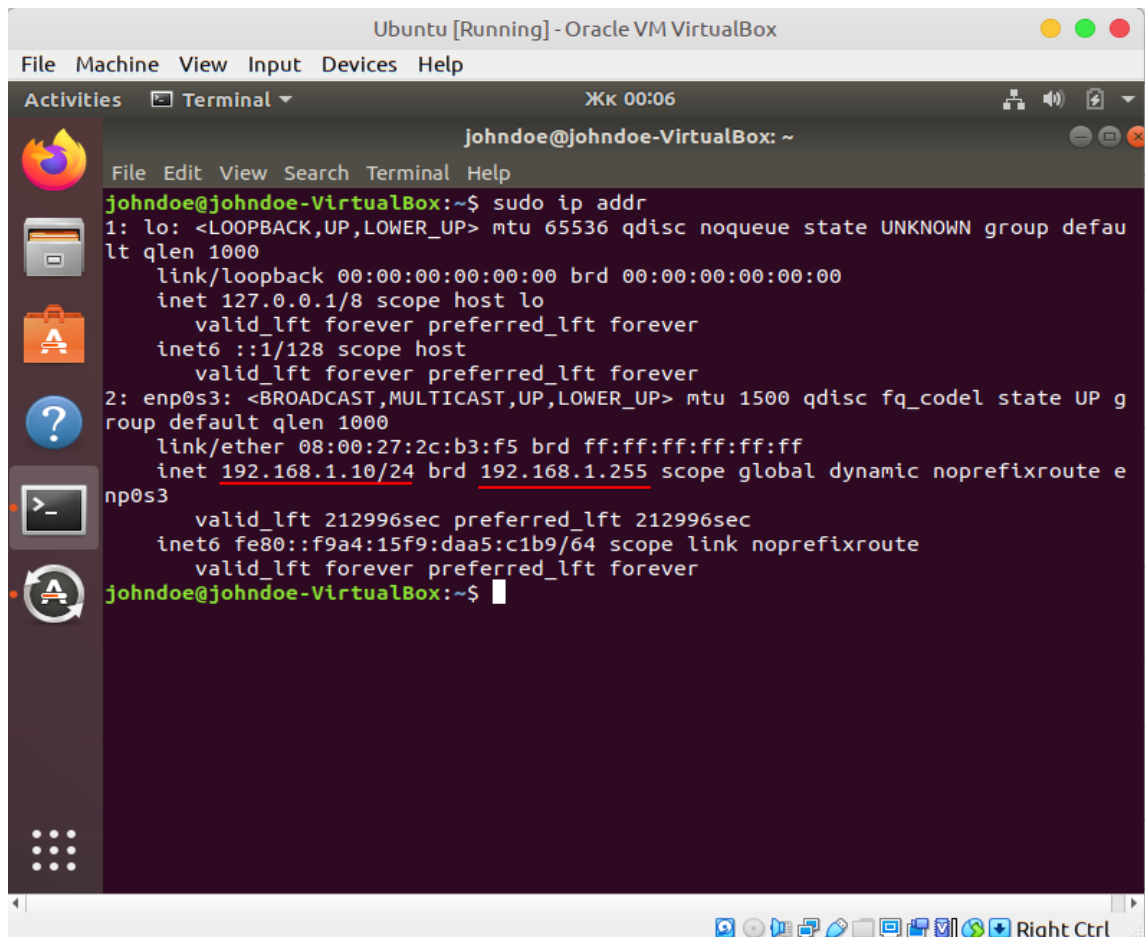 Ubuntu [Running] - Oracle VM VirtualBox
File Machine View Input Devices Help
Activities Terminal Жк 00:06
johndoe@johndoe-VirtualBox: ~
File Edit View Search Terminal Help
johndoe@johndoe-VirtualBox:~$ sudo ip addr
1: lo: <LOOPBACK,UP,LOWER_UP> mtu 65536 qdisc noqueue state UNKNOWN group defau
lt qlen 1000
    link/loopback 00:00:00:00:00:00 brd 00:00:00:00:00:00
    inet 127.0.0.1/8 scope host lo
       valid_lft forever preferred_lft forever
    inet6 ::1/128 scope host
       valid_lft forever preferred_lft forever
2: enp0s3: <BROADCAST,MULTICAST,UP,LOWER_UP> mtu 1500 qdisc fq_codel state UP g
roup default qlen 1000
    link/ether 08:00:27:2c:b3:f5 brd ff:ff:ff:ff:ff:ff
    inet 192.168.1.10/24 brd 192.168.1.255 scope global dynamic noprefixroute e
np0s3
       valid_lft 212996sec preferred_lft 212996sec
    inet6 fe80::f9a4:15f9:daa5:c1b9/64 scope link noprefixroute
       valid_lft forever preferred_lft forever
johndoe@johndoe-VirtualBox:~$
Right Ctrl